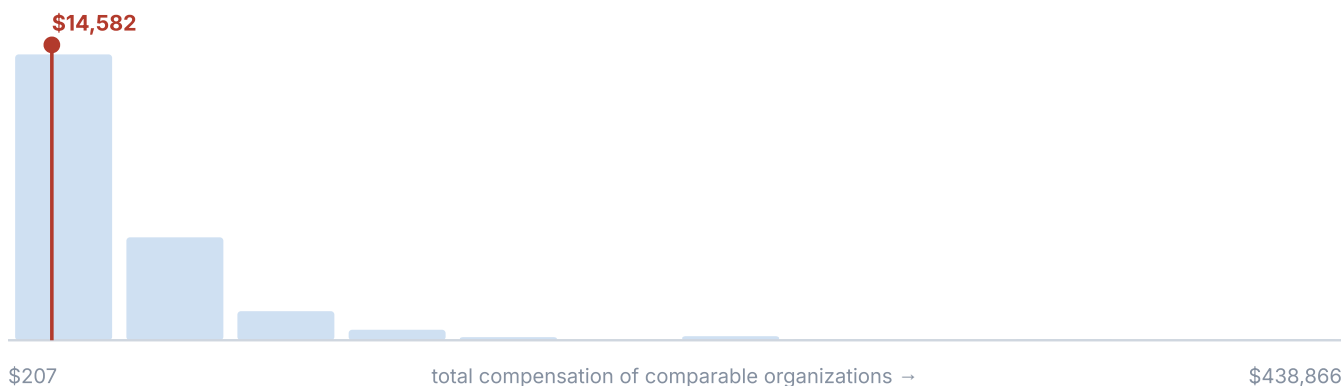 $14,582
$207 total compensation of comparable organizations → $438,866